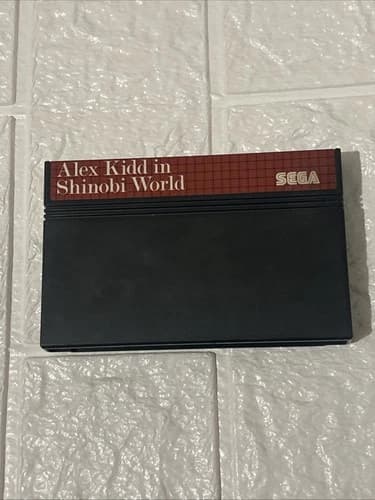 Alex Kidd in
Shinobi World
SEGA